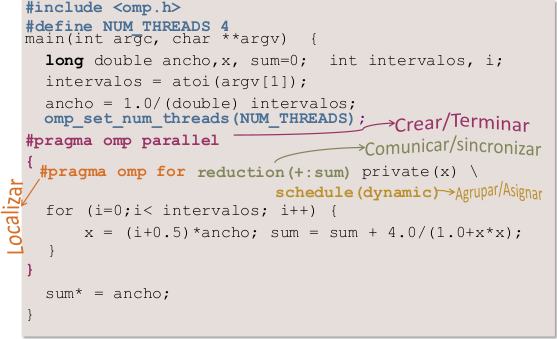 #include <omp.h>
#define NUM_THREADS 4
main(int argc, char **argv)  {
long double ancho,x, sum=0;  int intervalos, i;
intervalos = atoi(argv[1]);
ancho = 1.0/(double) intervalos;
omp_set_num_threads(NUM_THREADS);
Crear/Terminar
#pragma omp parallel
Comunicar/sincronizar
{
#pragma omp for reduction(+:sum) private(x) \
schedule(dynamic)
Agrupar/Asignar
Localizar
for (i=0;i< intervalos; i++) {
x = (i+0.5)*ancho; sum = sum + 4.0/(1.0+x*x);
}
}
sum* = ancho;
}